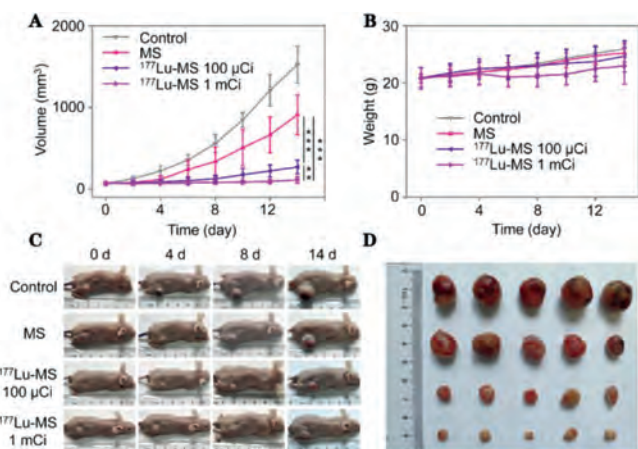 A
2000
1000
0
Volume (mm³)
Control
MS
¹⁷⁷Lu-MS 100 µCi
¹⁷⁷Lu-MS 1 mCi
0 4 8 12
Time (day)
B
30
20
10
0
Weight (g)
Control
MS
¹⁷⁷Lu-MS 100 µCi
¹⁷⁷Lu-MS 1 mCi
0 4 8 12
Time (day)
C
0 d 4 d 8 d 14 d
Control
MS
¹⁷⁷Lu-MS
100 µCi
¹⁷⁷Lu-MS
1 mCi
D